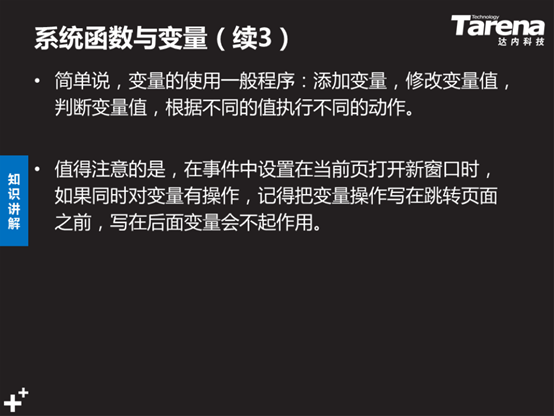 系统函数与变量（续3）
Technology
Tarena
达内科技
• 简单说，变量的使用一般程序：添加变量，修改变量值，
判断变量值，根据不同的值执行不同的动作。
• 值得注意的是，在事件中设置在当前页打开新窗口时，
如果同时对变量有操作，记得把变量操作写在跳转页面
之前，写在后面变量会不起作用。
知
识
讲
解